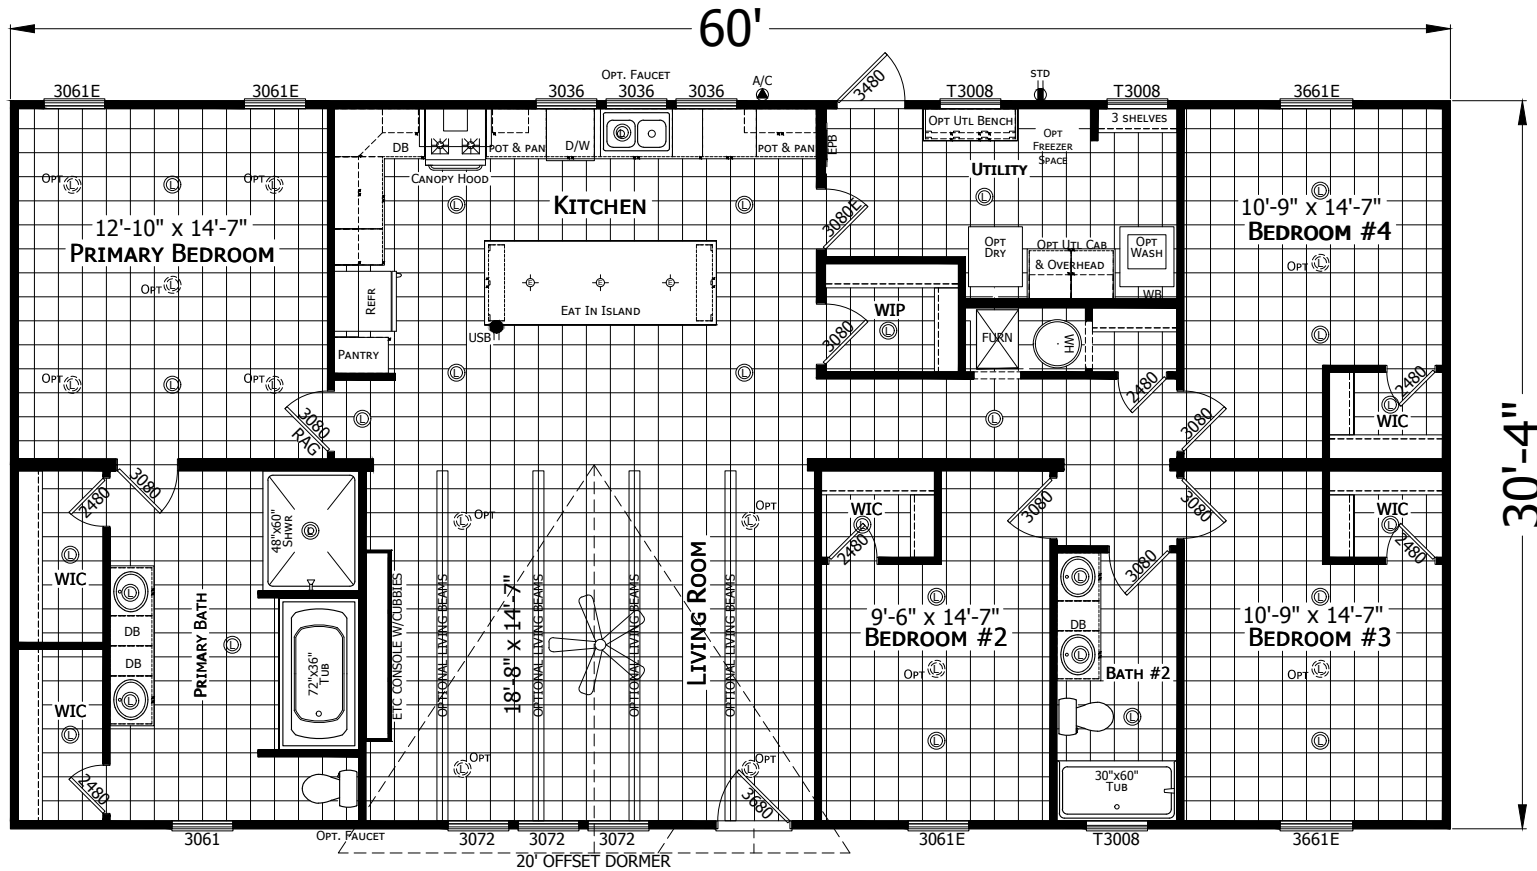 60'
3061E
3061E
3036
OPT. FAUCET
3036
3036
A/C
3480
T3008
STD
T3008
3661E
DB
CANOPY HOOD
POT & PAN
D/W
POT & PAN
EPB
OPT UTL BENCH
OPT
FREEZER
SPACE
3 SHELVES
UTILITY
OPT
L
L
OPT
L
12'-10" x 14'-7"
PRIMARY BEDROOM
OPT
L
OPT
L
L
OPT
L
L
KITCHEN
L
REFR
PANTRY
E
E
E
EAT IN ISLAND
USB
L
L
3080E
L
OPT
DRY
OPT UTL CAB
& OVERHEAD
OPT
WASH
WB
WIP
L
3080
FURN
WH
2480
L
10'-9" x 14'-7"
BEDROOM #4
OPT
L
L
2480
L
WIC
3080
3080
RAG
L
L
30'-4"
3080
2480
L
WIC
WIC
L
2480
L
DB
DB
L
PRIMARY BATH
L
48"x60"
SHWR
L
72"x36"
TUB
3061
OPT. FAUCET
ETC CONSOLE W/CUBBIES
OPTIONAL LIVING BEAMS
OPTIONAL LIVING BEAMS
OPTIONAL LIVING BEAMS
OPTIONAL LIVING BEAMS
18'-8" x 14'-7"
LIVING ROOM
L
OPT
L
OPT
L
OPT
L
OPT
3680
3072
3072
3072
20' OFFSET DORMER
WIC
L
2480
3080
L
9'-6" x 14'-7"
BEDROOM #2
OPT
L
L
3061E
3080
L
DB
L
BATH #2
L
30"x60"
TUB
T3008
3080
WIC
L
2480
L
10'-9" x 14'-7"
BEDROOM #3
OPT
L
L
3661E